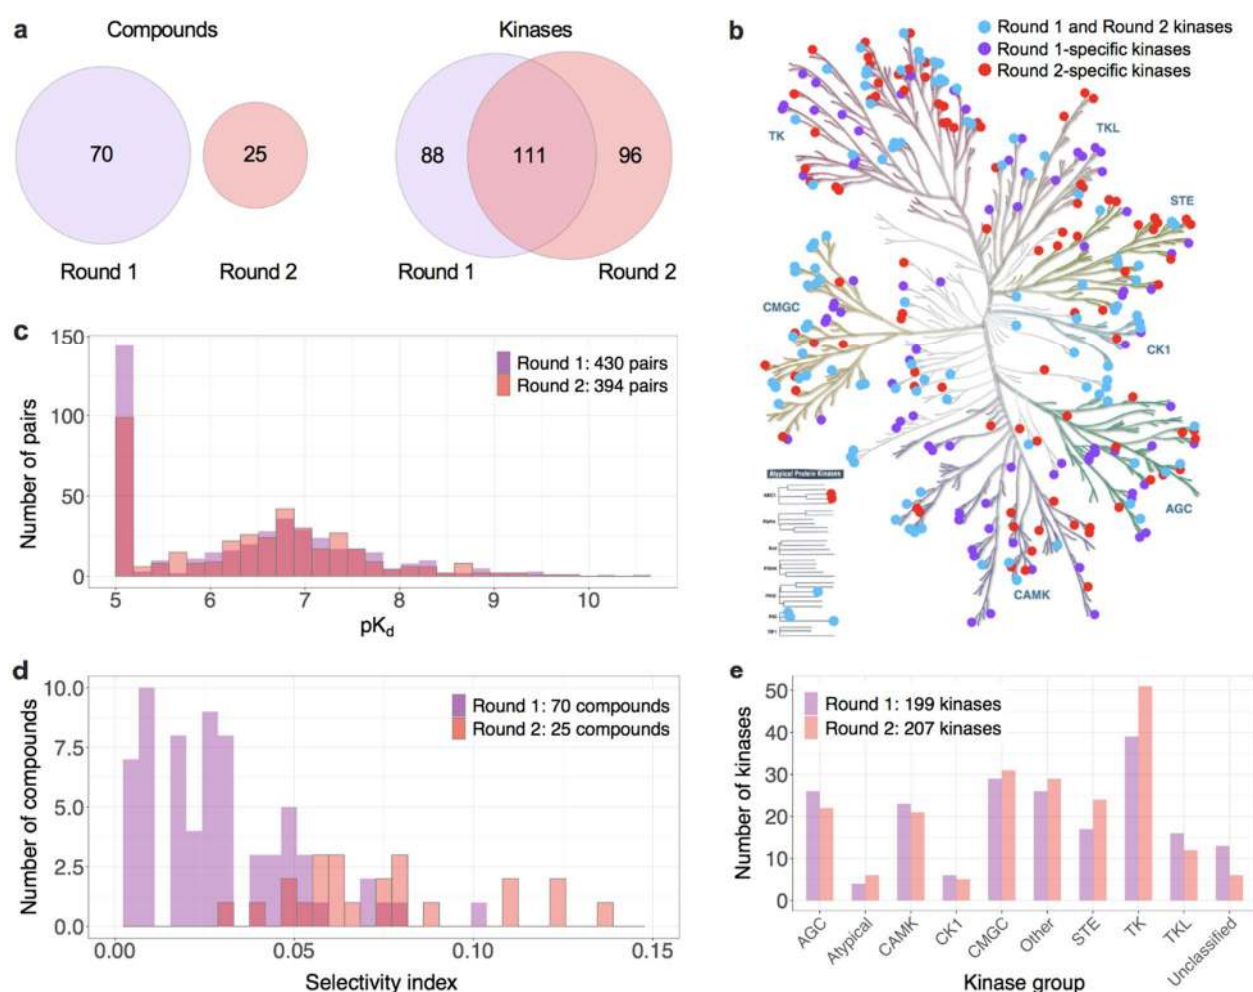 a
Compounds
Kinases
70
25
88
111
96
Round 1
Round 2
Round 1
Round 2
b
Round 1 and Round 2 kinases
Round 1-specific kinases
Round 2-specific kinases
TK
TKL
STE
CMGC
CK1
AGC
CAMK
Atypical Protein Kinases
c
150
100
50
0
Number of pairs
Round 1: 430 pairs
Round 2: 394 pairs
5
6
7
8
9
10
pKd
d
10.0
7.5
5.0
2.5
0.0
Number of compounds
Round 1: 70 compounds
Round 2: 25 compounds
0.00
0.05
0.10
0.15
Selectivity index
e
50
40
30
20
10
0
Number of kinases
Round 1: 199 kinases
Round 2: 207 kinases
AGC
Atypical
CAMK
CK1
CMGC
Other
STE
TK
TKL
Unclassified
Kinase group